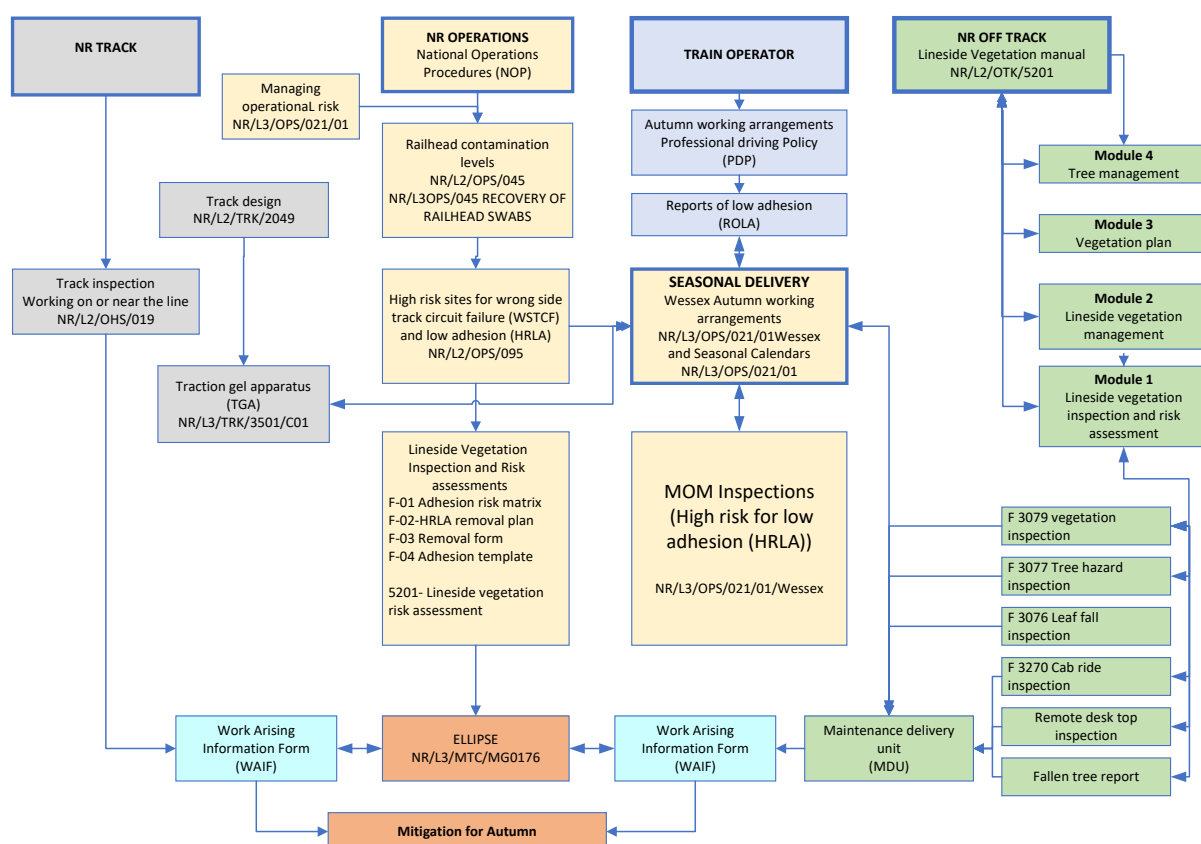 NR TRACK
NR OPERATIONS
National Operations
Procedures (NOP)
TRAIN OPERATOR
NR OFF TRACK
Lineside Vegetation manual
NR/L2/OTK/5201
Managing
operationaL risk
NR/L3/OPS/021/01
Railhead contamination
levels
NR/L2/OPS/045
NR/L3OPS/045 RECOVERY OF
RAILHEAD SWABS
Autumn working arrangements
Professional driving Policy
(PDP)
Module 4
Tree management
Track design
NR/L2/TRK/2049
Reports of low adhesion
(ROLA)
Module 3
Vegetation plan
Track inspection
Working on or near the line
NR/L2/OHS/019
High risk sites for wrong side
track circuit failure (WSTCF)
and low adhesion (HRLA)
NR/L2/OPS/095
SEASONAL DELIVERY
Wessex Autumn working
arrangements
NR/L3/OPS/021/01Wessex
and Seasonal Calendars
NR/L3/OPS/021/01
Module 2
Lineside vegetation
management
Traction gel apparatus
(TGA)
NR/L3/TRK/3501/C01
Module 1
Lineside vegetation
inspection and risk
assessment
Lineside Vegetation
Inspection and Risk
assessments
F-01 Adhesion risk matrix
F-02-HRLA removal plan
F-03 Removal form
F-04 Adhesion template
5201- Lineside vegetation
risk assessment
MOM Inspections
(High risk for low
adhesion (HRLA))
NR/L3/OPS/021/01/Wessex
F 3079 vegetation
inspection
F 3077 Tree hazard
inspection
F 3076 Leaf fall
inspection
F 3270 Cab ride
inspection
Remote desk top
inspection
Fallen tree report
Work Arising
Information Form
(WAIF)
ELLIPSE
NR/L3/MTC/MG0176
Work Arising
Information Form
(WAIF)
Maintenance delivery
unit
(MDU)
Mitigation for Autumn